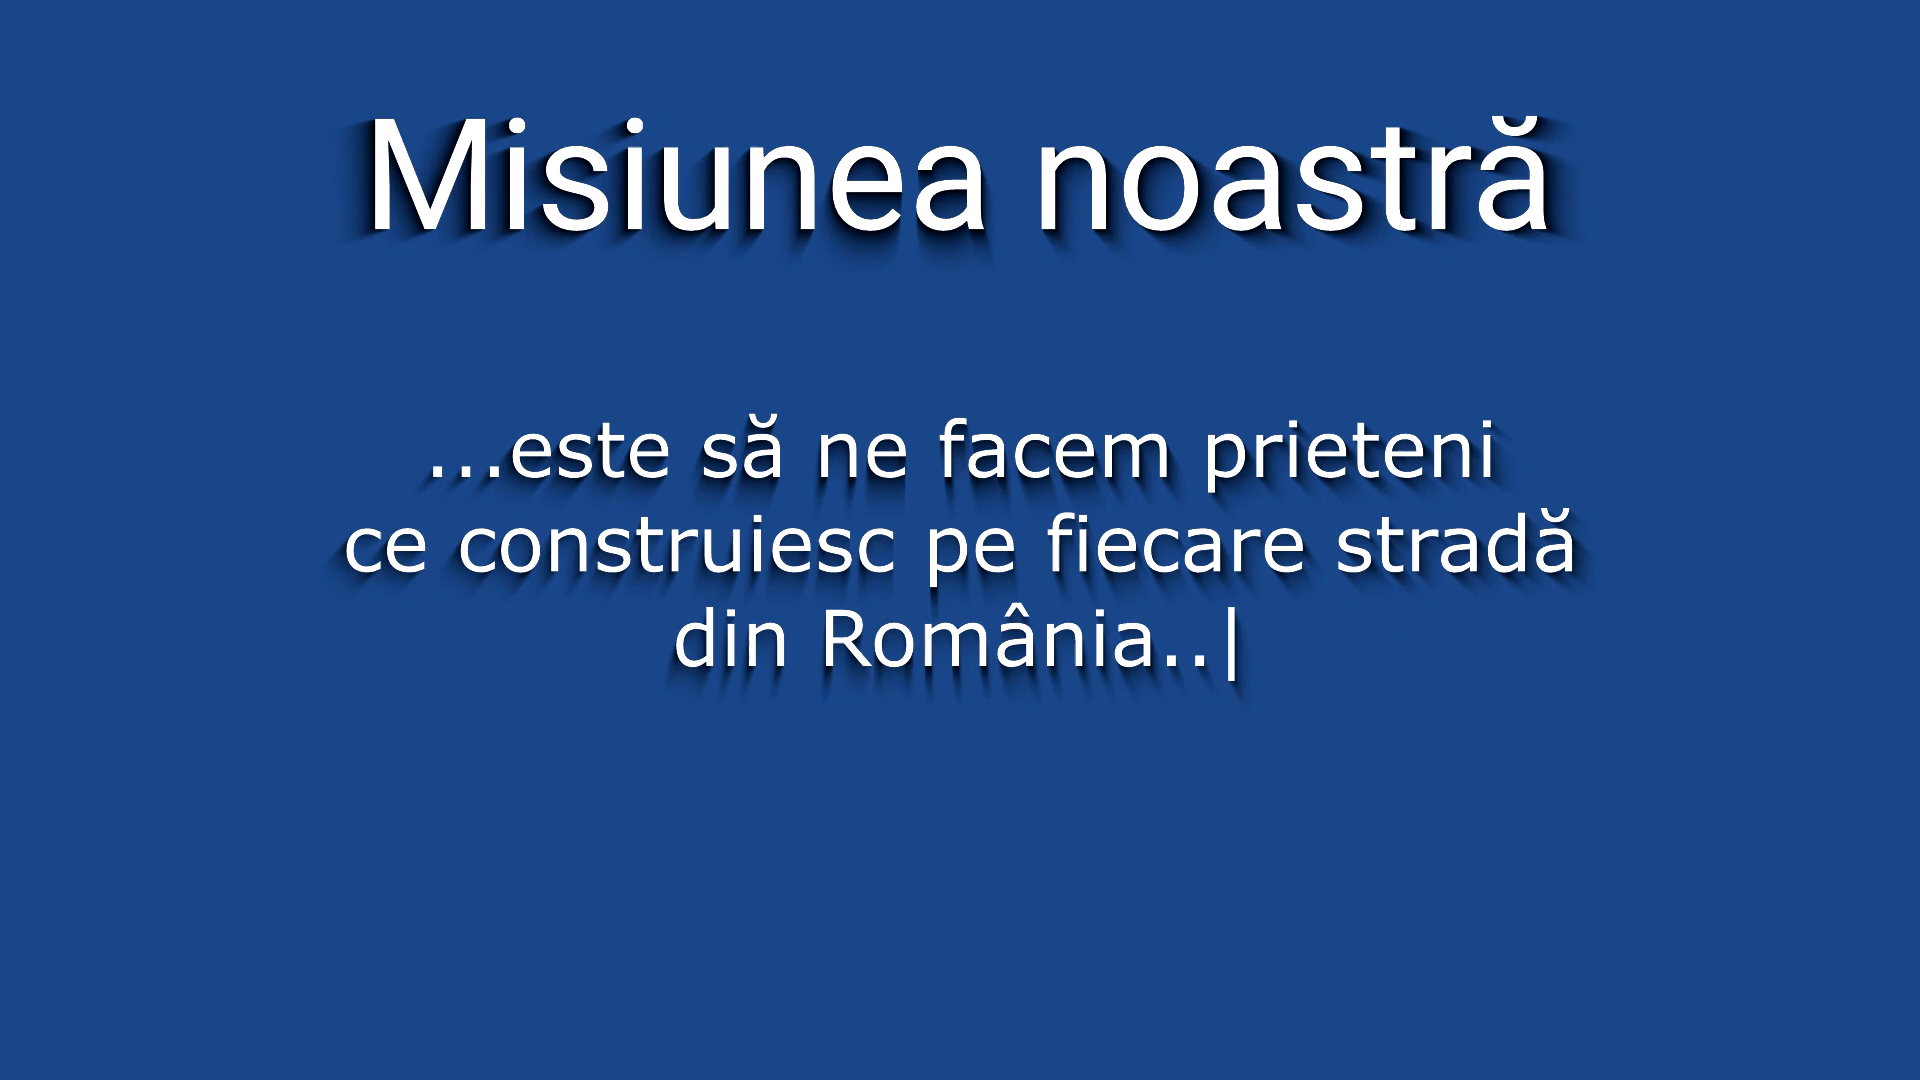 Misiunea noastră
...este să ne facem prieteni
ce construiesc pe fiecare stradă
din România..|